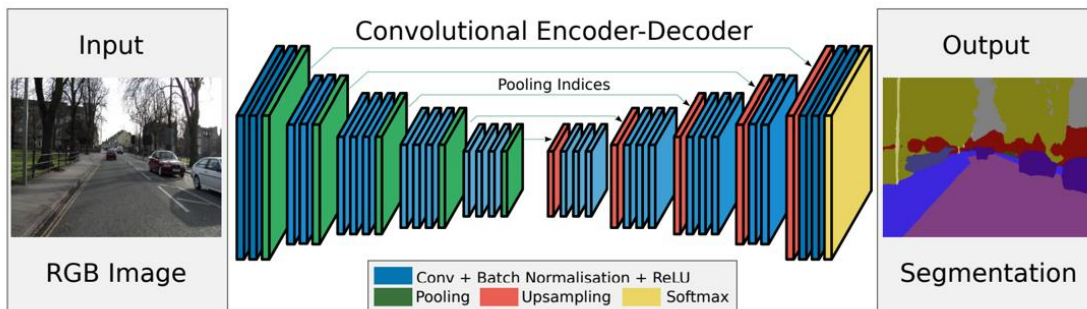 Input
RGB Image
Convolutional Encoder-Decoder
Pooling Indices
Conv + Batch Normalisation + ReLU
Pooling Upsampling Softmax
Output
Segmentation